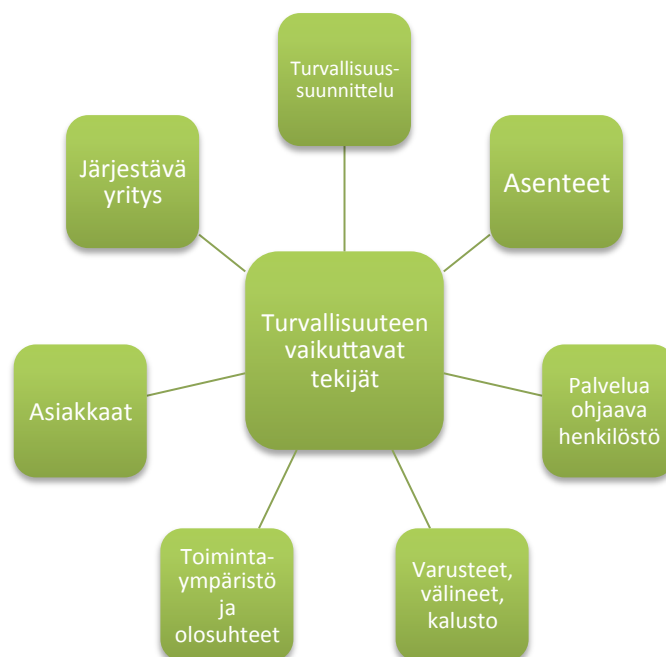 Turvallisuus-
suunnittelu
Järjestävä
yritys
Asenteet
Turvallisuuteen
vaikuttavat
tekijät
Asiakkaat
Palvelua
ohjaava
henkilöstö
Toiminta-
ympäristö
ja
olosuhteet
Varusteet,
välineet,
kalusto